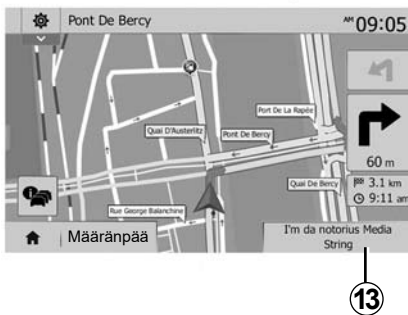 Pont De Bercy
AM 09:05
Port De La Rapée
Quai D'Austerlitz
Pont De Bercy
60 m
Quai De Bercy
3.1 km
9:11 am
Rue George Balanchine
Määränpää
I'm da notorius Media
String
13